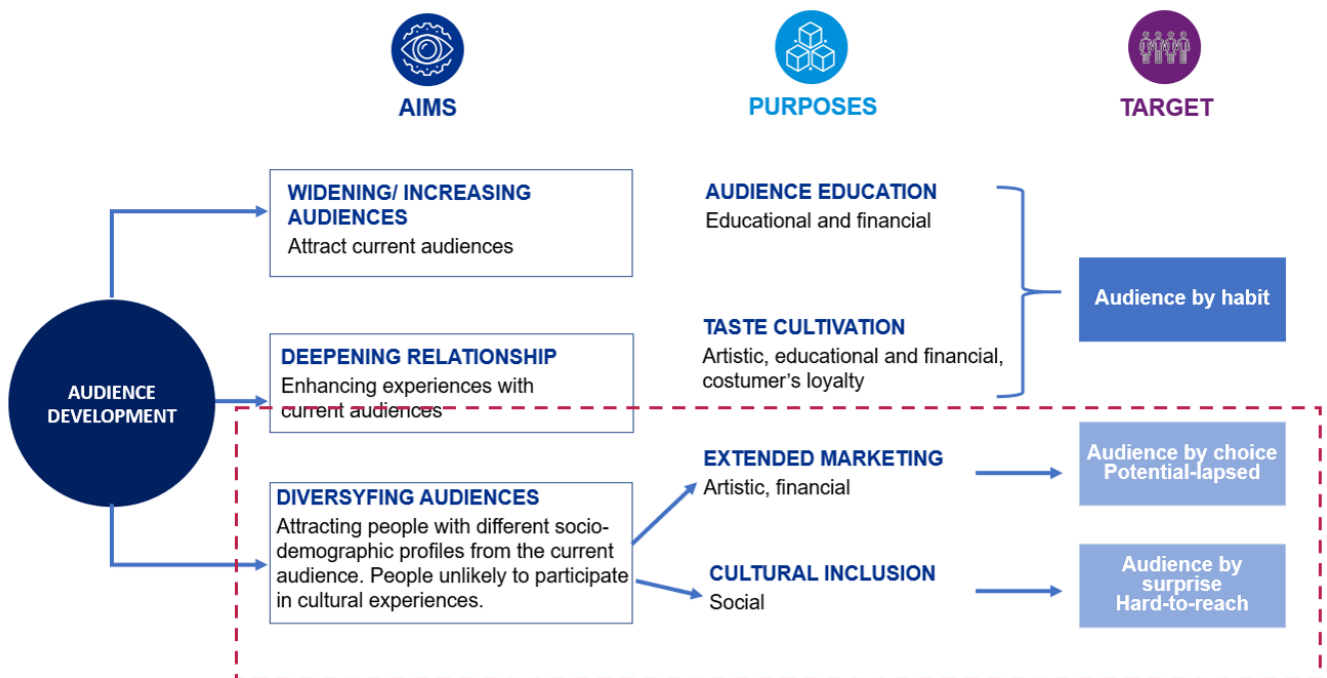 AIMS
PURPOSES
TARGET
WIDENING/ INCREASING
AUDIENCES
Attract current audiences
AUDIENCE EDUCATION
Educational and financial
Audience by habit
TASTE CULTIVATION
Artistic, educational and financial,
costumer's loyalty
DEEPENING RELATIONSHIP
Enhancing experiences with
current audiences
AUDIENCE
DEVELOPMENT
DIVERSYFING AUDIENCES
Attracting people with different socio-
demographic profiles from the current
audience. People unlikely to participate
in cultural experiences.
EXTENDED MARKETING
Artistic, financial
Audience by choice
Potential-lapsed
CULTURAL INCLUSION
Social
Audience by
surprise
Hard-to-reach